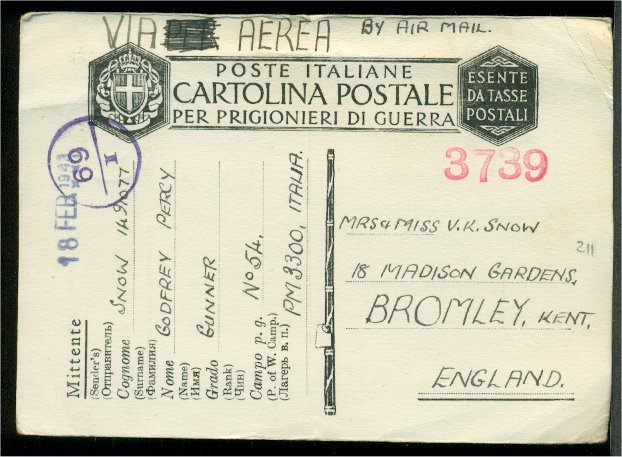 VIA AEREA BY AIR MAIL.
POSTE ITALIANE
CARTOLINA POSTALE
PER PRIGIONIERI DI GUERRA
ESENTE
DA TASSE
POSTALI
3739
18 FEB 1943
69
II
Mittente
(Sender's)
(Отправитель)
Cognome SNOW 1491077
(Surname)
(Фамилия)
Nome GODFREY PERCY
(Name)
(Имя)
Grado GUNNER
Rank)
Чин)
Campo p. g. No 54,
(P. of W. Camp.)
(Лагерь в. п.) PM 3300, ITALIA.
MRS & MISS V.K. SNOW
18 MADISON GARDENS,
BROMLEY, KENT,
ENGLAND.
211